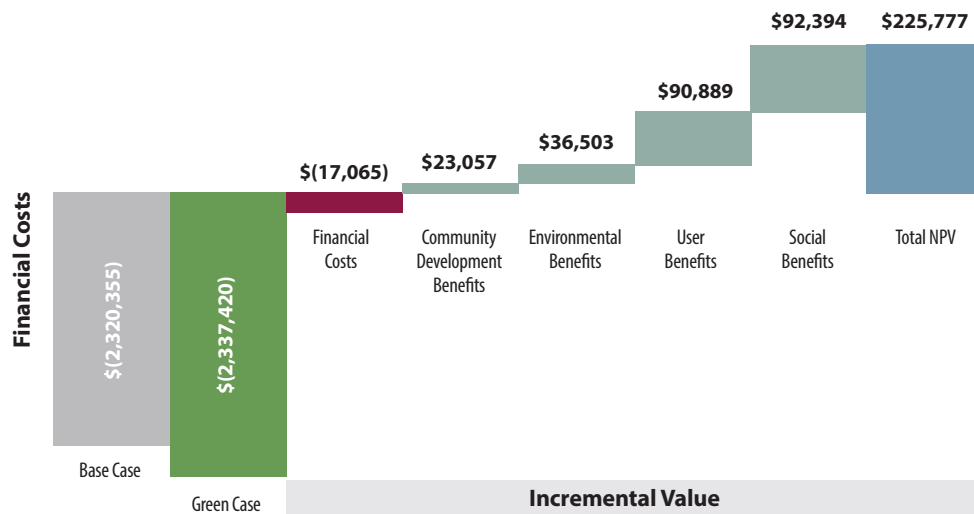 $92,394
$225,777
$90,889
$36,503
$23,057
$(17,065)
Financial Costs
$(2,320,355)
$(2,337,420)
Financial
Costs
Community
Development
Benefits
Environmental
Benefits
User
Benefits
Social
Benefits
Total NPV
Base Case
Green Case
Incremental Value